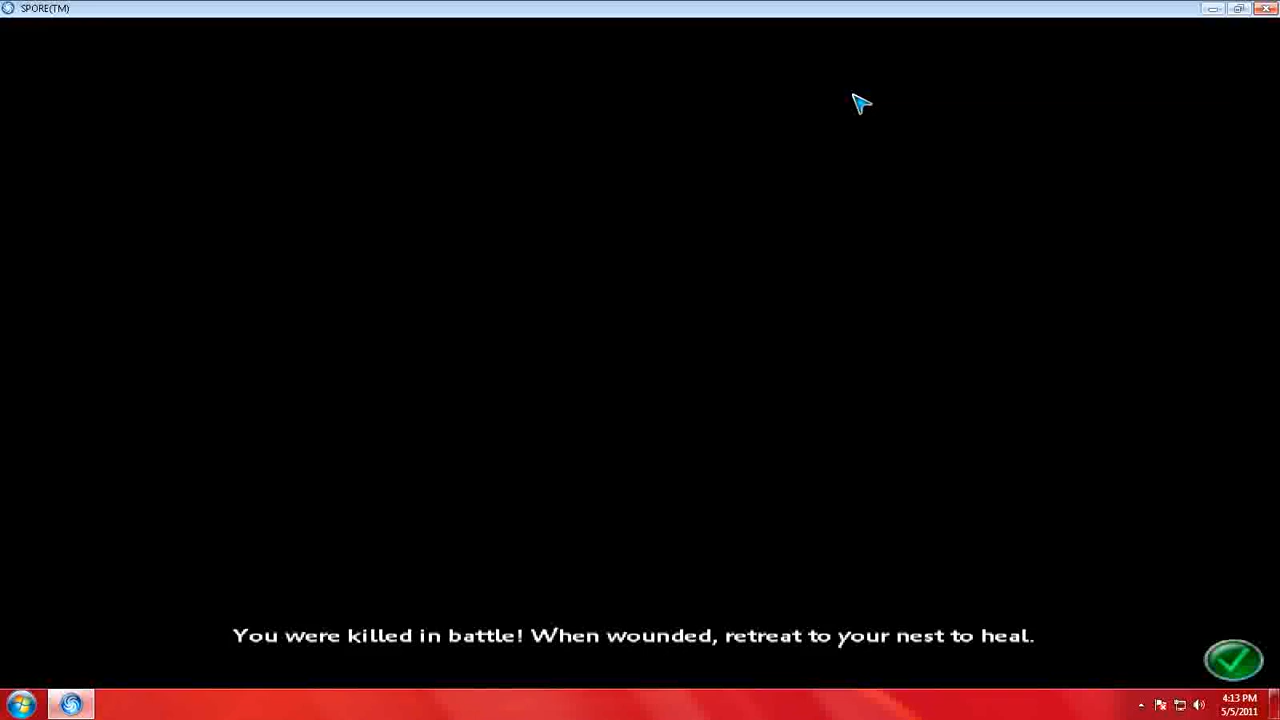 SPORE(TM)
You were killed in battle! When wounded, retreat to your nest to heal.
4:13 PM
5/5/2011